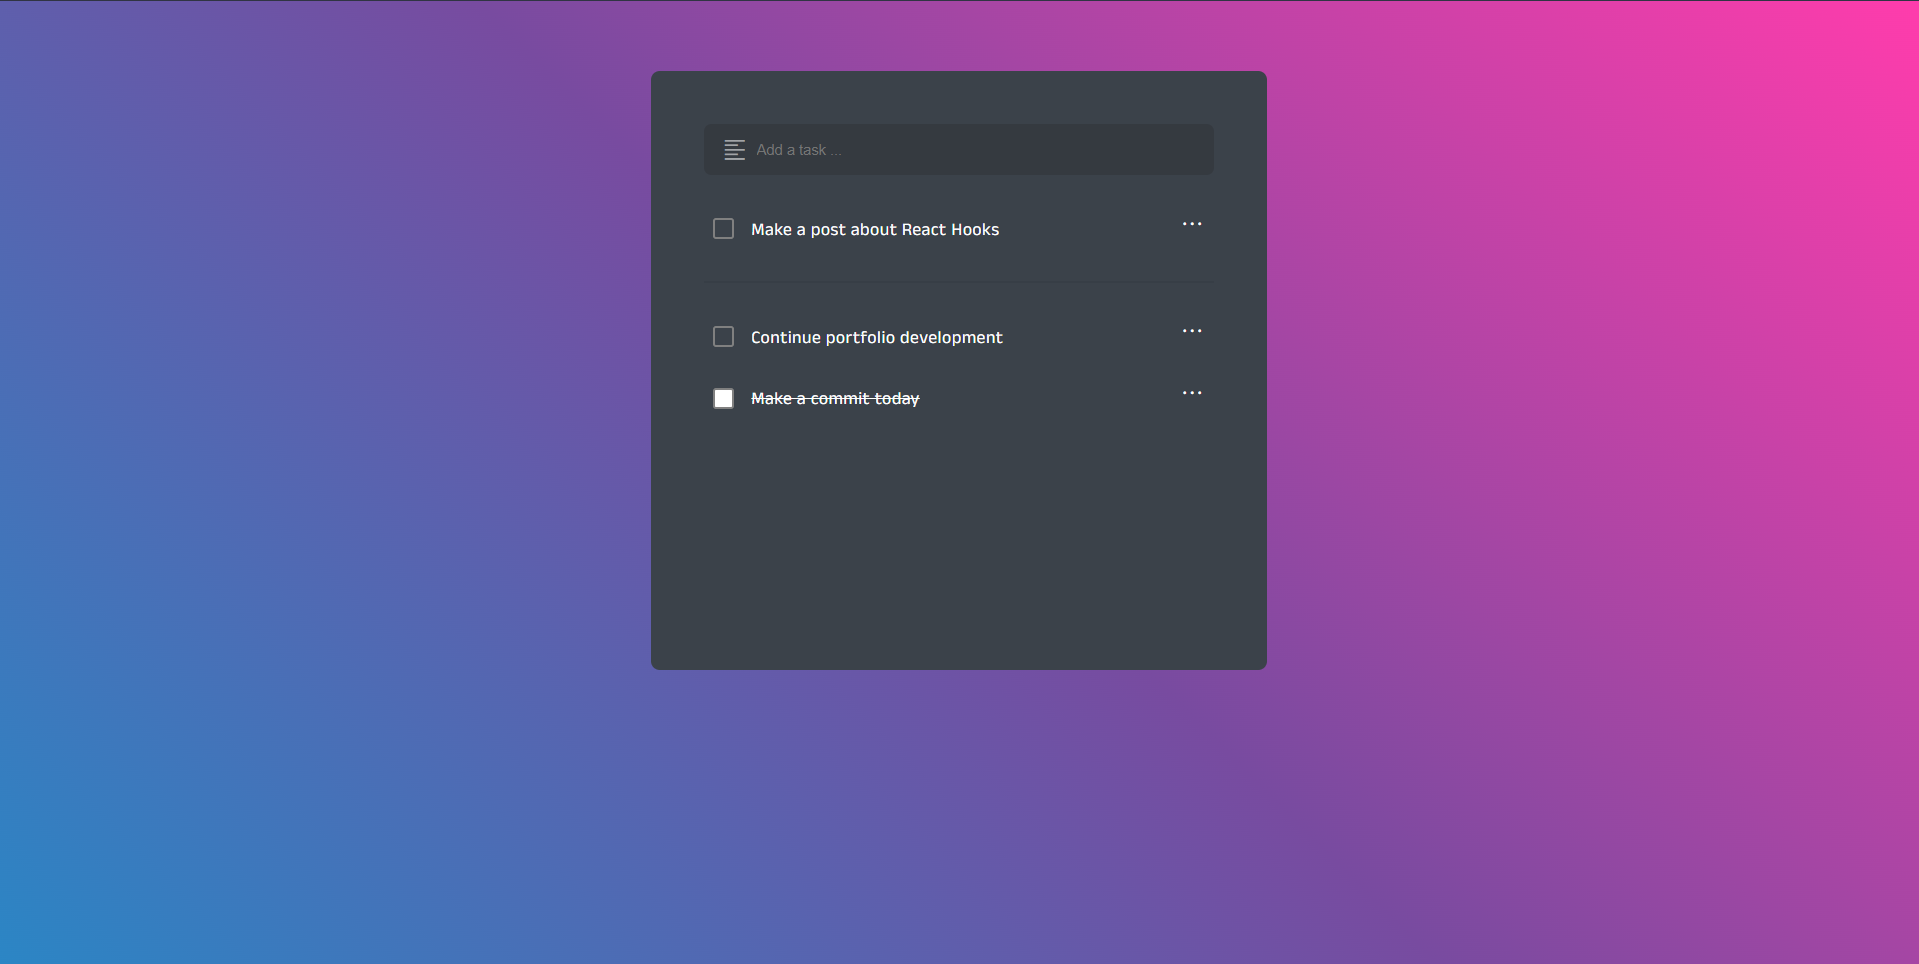 Add a task ...
Make a post about React Hooks
Continue portfolio development
Make a commit today